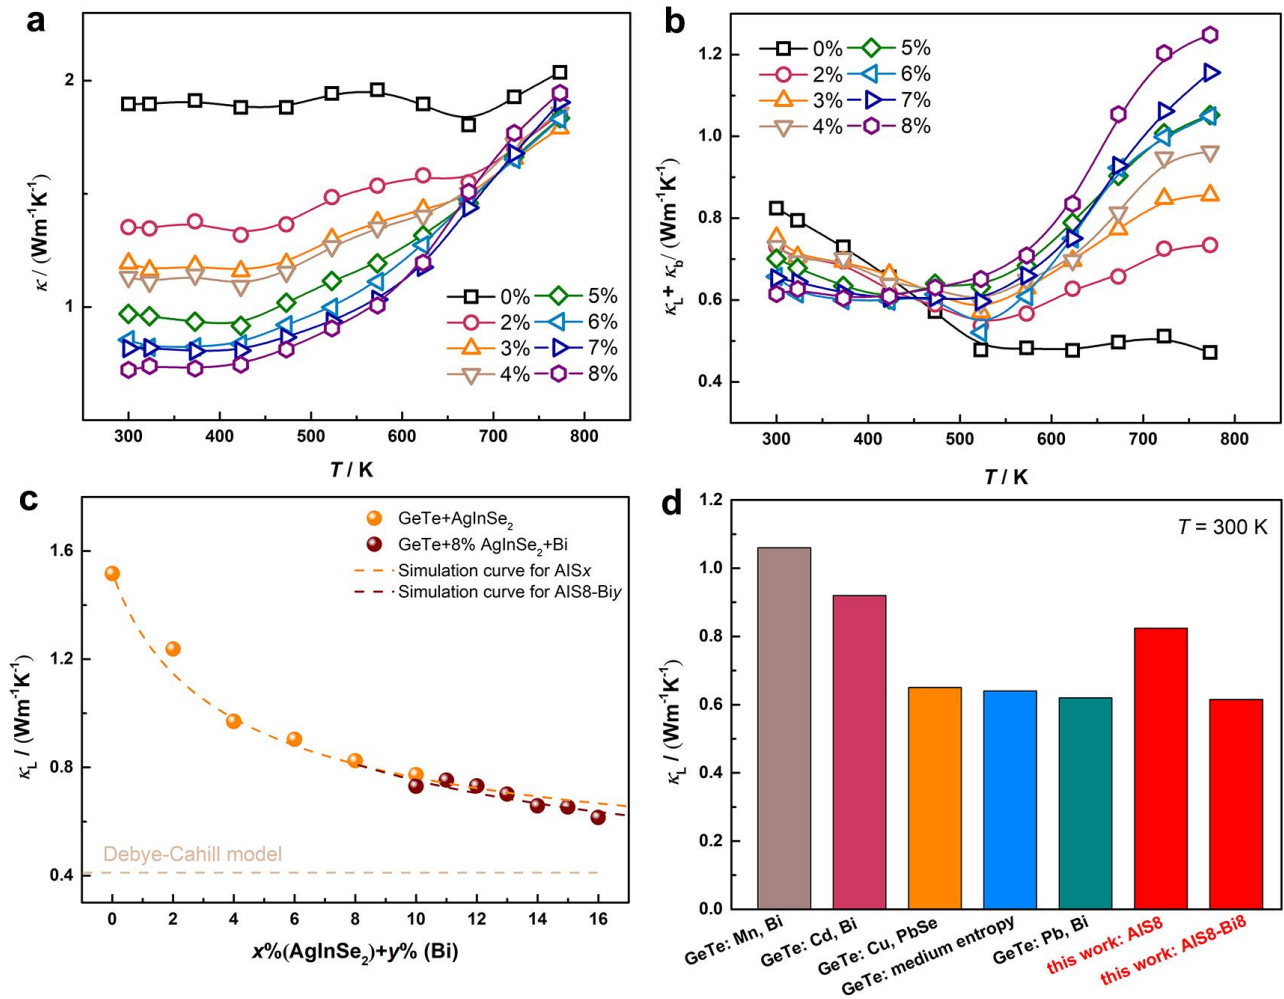 a
κ / (Wm⁻¹K⁻¹)
2
1
0% 5%
2% 6%
3% 7%
4% 8%
300 400 500 600 700 800
T / K
b
κL + κb / (Wm⁻¹K⁻¹)
1.2
1.0
0.8
0.6
0.4
0% 5%
2% 6%
3% 7%
4% 8%
300 400 500 600 700 800
T / K
c
κL / (Wm⁻¹K⁻¹)
1.6
1.2
0.8
0.4
GeTe+AgInSe₂
GeTe+8% AgInSe₂+Bi
Simulation curve for AISx
Simulation curve for AIS8-Biy
Debye-Cahill model
0 2 4 6 8 10 12 14 16
x%(AgInSe₂)+y% (Bi)
d
κL / (Wm⁻¹K⁻¹)
1.2
1.0
0.8
0.6
0.4
0.2
0.0
T = 300 K
GeTe: Mn, Bi
GeTe: Cd, Bi
GeTe: Cu, PbSe
GeTe: medium entropy
GeTe: Pb, Bi
this work: AIS8
this work: AIS8-Bi8